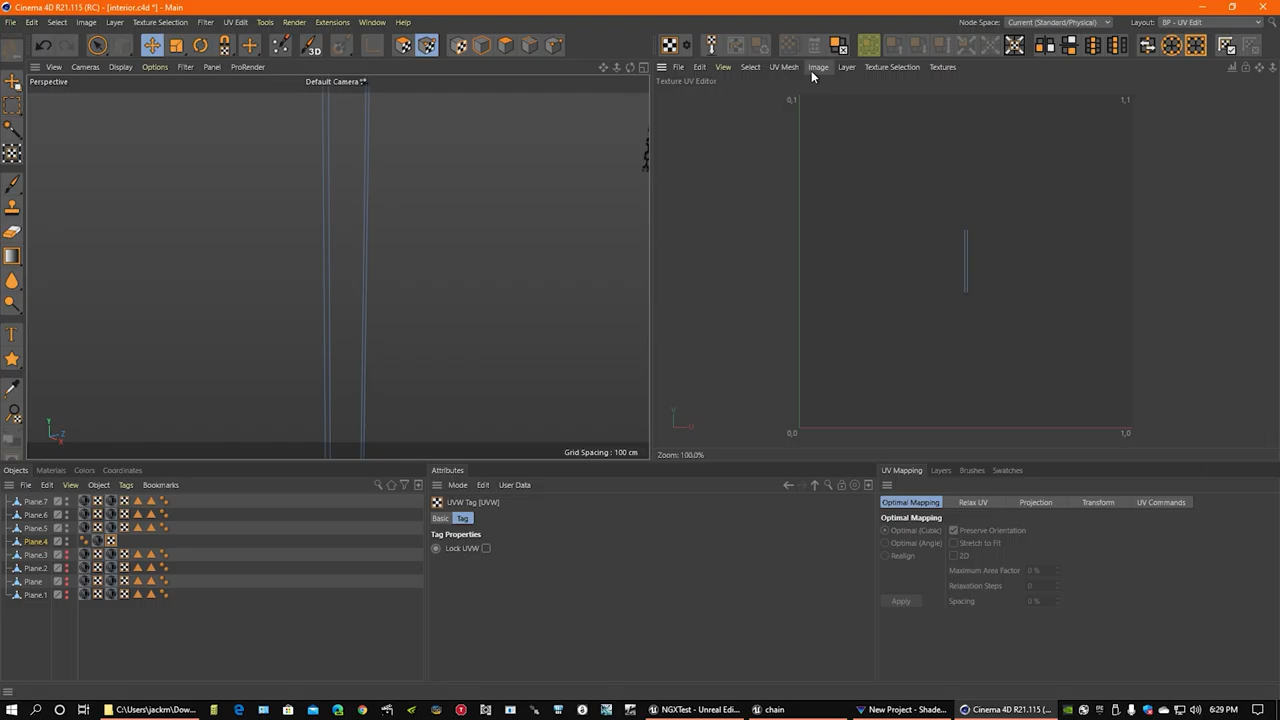 Cinema 4D R21.115 (RC) - [interior.c4d *] - Main
File Edit Select Image Layer Texture Selection Filter UV Edit Tools Render Extensions Window Help
Node Space: Current (Standard/Physical) Layout: BP - UV Edit
View Cameras Display Options Filter Panel ProRender
File Edit View Select UV Mesh Image Layer Texture Selection Textures
Perspective
Default Camera
Texture UV Editor
0,1
1,1
0,0
1,0
Grid Spacing : 100 cm
Zoom: 100.0%
Objects Materials Colors Coordinates
File Edit View Object Tags Bookmarks
Plane.7
Plane.6
Plane.5
Plane.4
Plane.3
Plane.2
Plane
Plane.1
Attributes
Mode Edit User Data
UVW Tag [UVW]
Basic Tag
Tag Properties
Lock UVW
UV Mapping Layers Brushes Swatches
Optimal Mapping Relax UV Projection Transform UV Commands
Optimal Mapping
Optimal (Cubic) Preserve Orientation
Optimal (Angle) Stretch to Fit
Realign 2D
Maximum Area Factor 0 %
Relaxation Steps 0
Apply Spacing 0 %
C:\Users\jackm\Dow... NGXTest - Unreal Edi... chain New Project - Shade... Cinema 4D R21.115 (... 6:29 PM